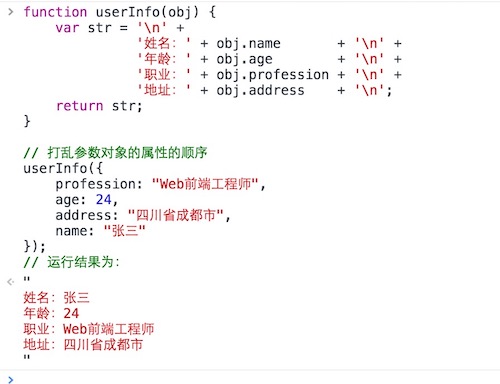 function userInfo(obj) {
    var str = '\n' +
              '姓名：' + obj.name       + '\n' +
              '年龄：' + obj.age        + '\n' +
              '职业：' + obj.profession + '\n' +
              '地址：' + obj.address    + '\n';
    return str;
}
// 打乱参数对象的属性的顺序
userInfo({
    profession: "Web前端工程师",
    age: 24,
    address: "四川省成都市",
    name: "张三"
});
// 运行结果为：
"
姓名：张三
年龄：24
职业：Web前端工程师
地址：四川省成都市
"